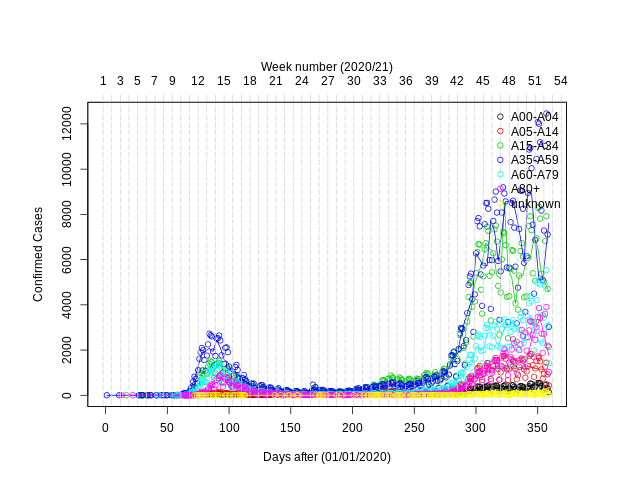 Week number (2020/21)
1 3 5 7 9 12 15 18 21 24 27 30 33 36 39 42 45 48 51 54
12000
10000
8000
6000
4000
2000
0
Confirmed Cases
A00-A04
A05-A14
A15-A34
A35-A59
A60-A79
A80+
unknown
0 50 100 150 200 250 300 350
Days after (01/01/2020)